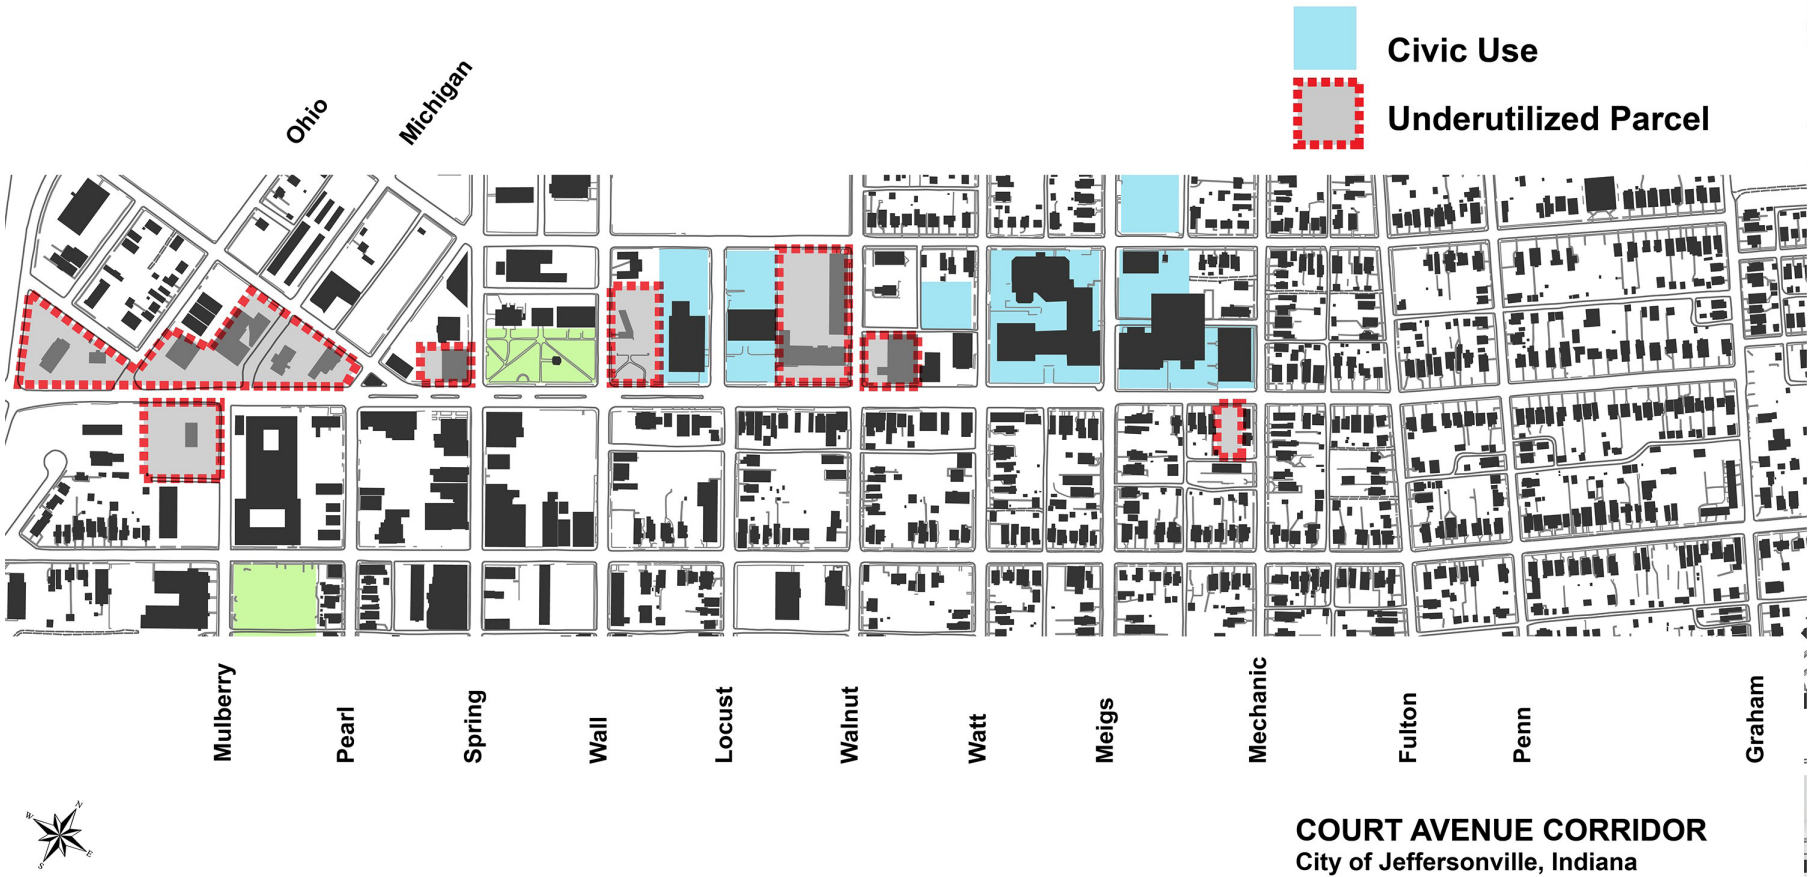 Civic Use
Underutilized Parcel
Ohio
Michigan
Mulberry
Pearl
Spring
Wall
Locust
Walnut
Watt
Meigs
Mechanic
Fulton
Penn
Graham
N
W
E
S
COURT AVENUE CORRIDOR
City of Jeffersonville, Indiana